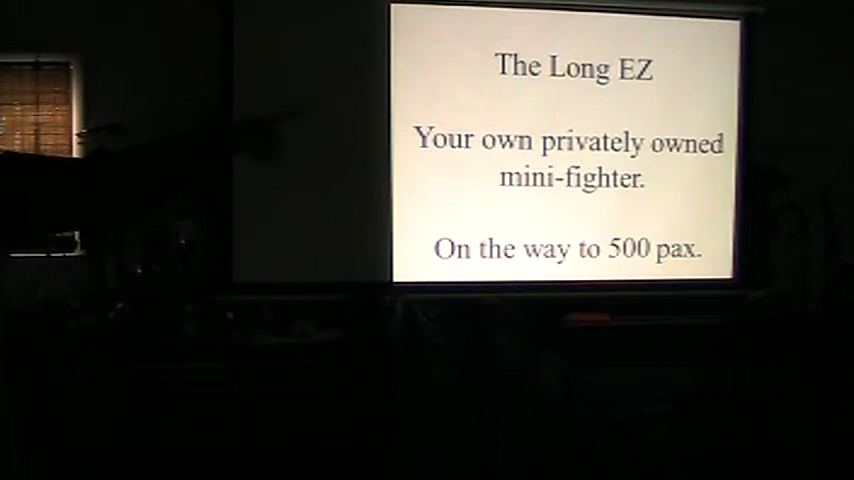 The Long EZ
Your own privately owned
mini-fighter.
On the way to 500 pax.